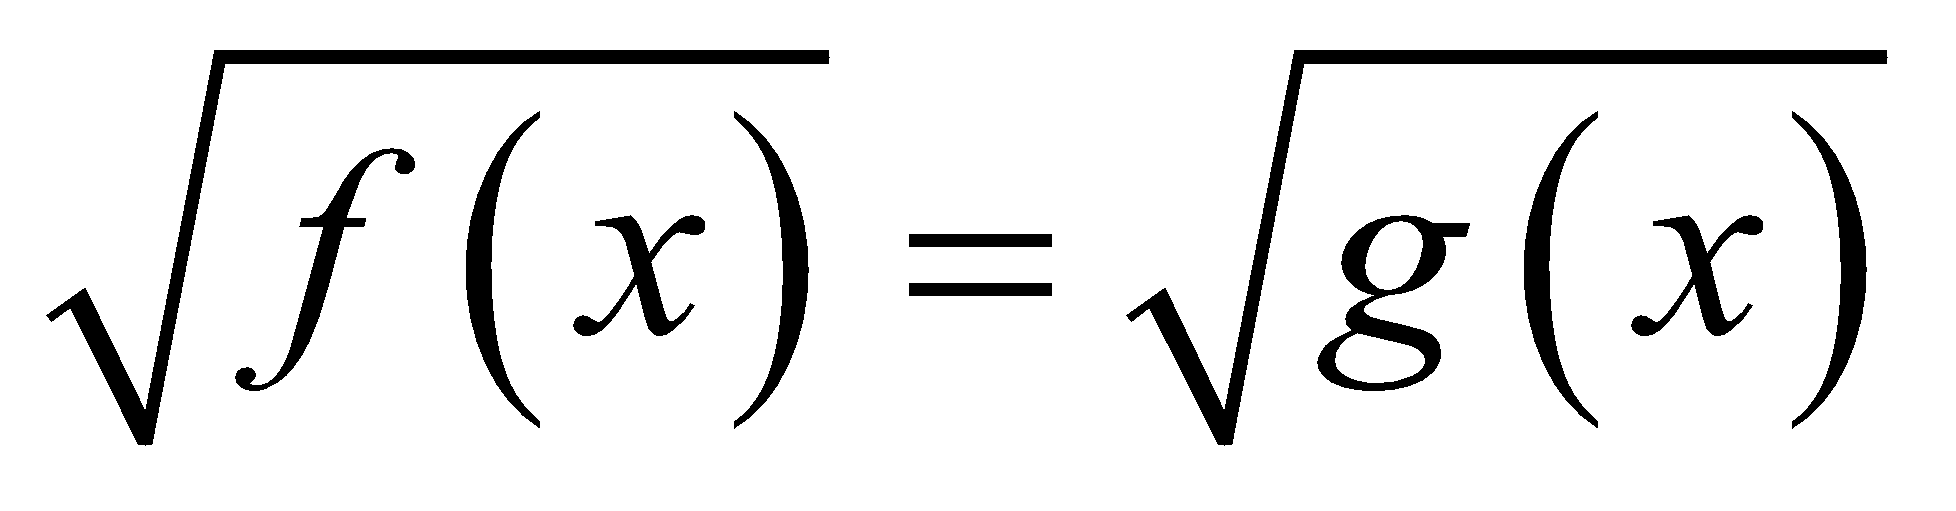 √f(x) = √g(x)